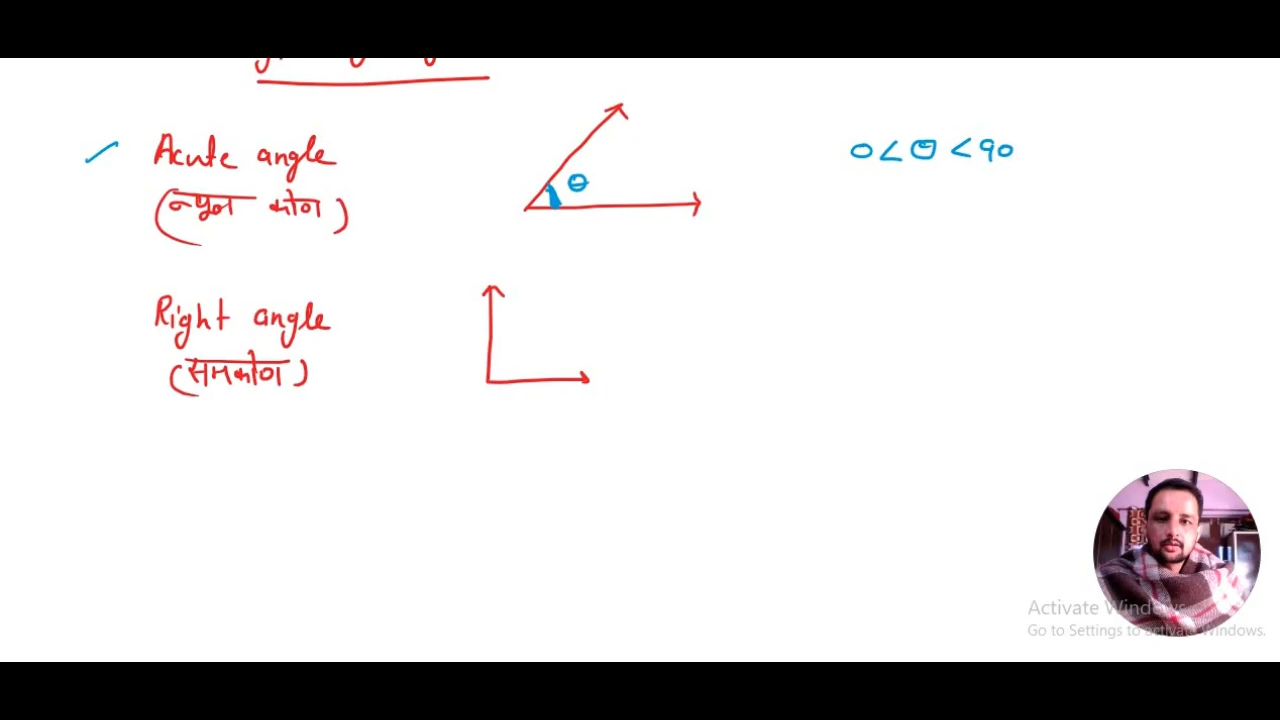 Acute angle
(न्यून कोण)
θ
0 < θ < 90
Right angle
(समकोण)
Activate Windows
Go to Settings to activate Windows.